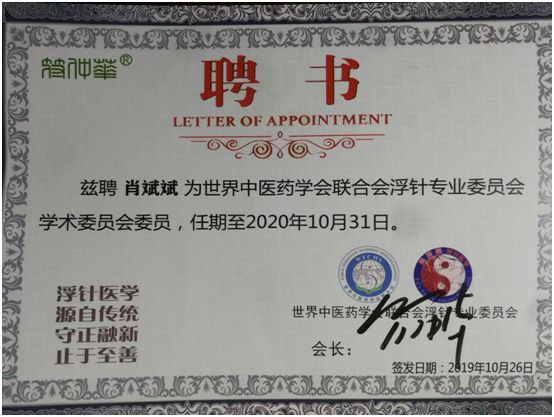 符仲華®
聘书
LETTER OF APPOINTMENT
兹聘 肖斌斌 为世界中医药学会联合会浮针专业委员会
学术委员会委员，任期至2020年10月31日。
WFCMS
浮针医学
源自传统
守正融新
止于至善
世界中医药学会联合会浮针专业委员会
会长：
签发日期：2019年10月26日